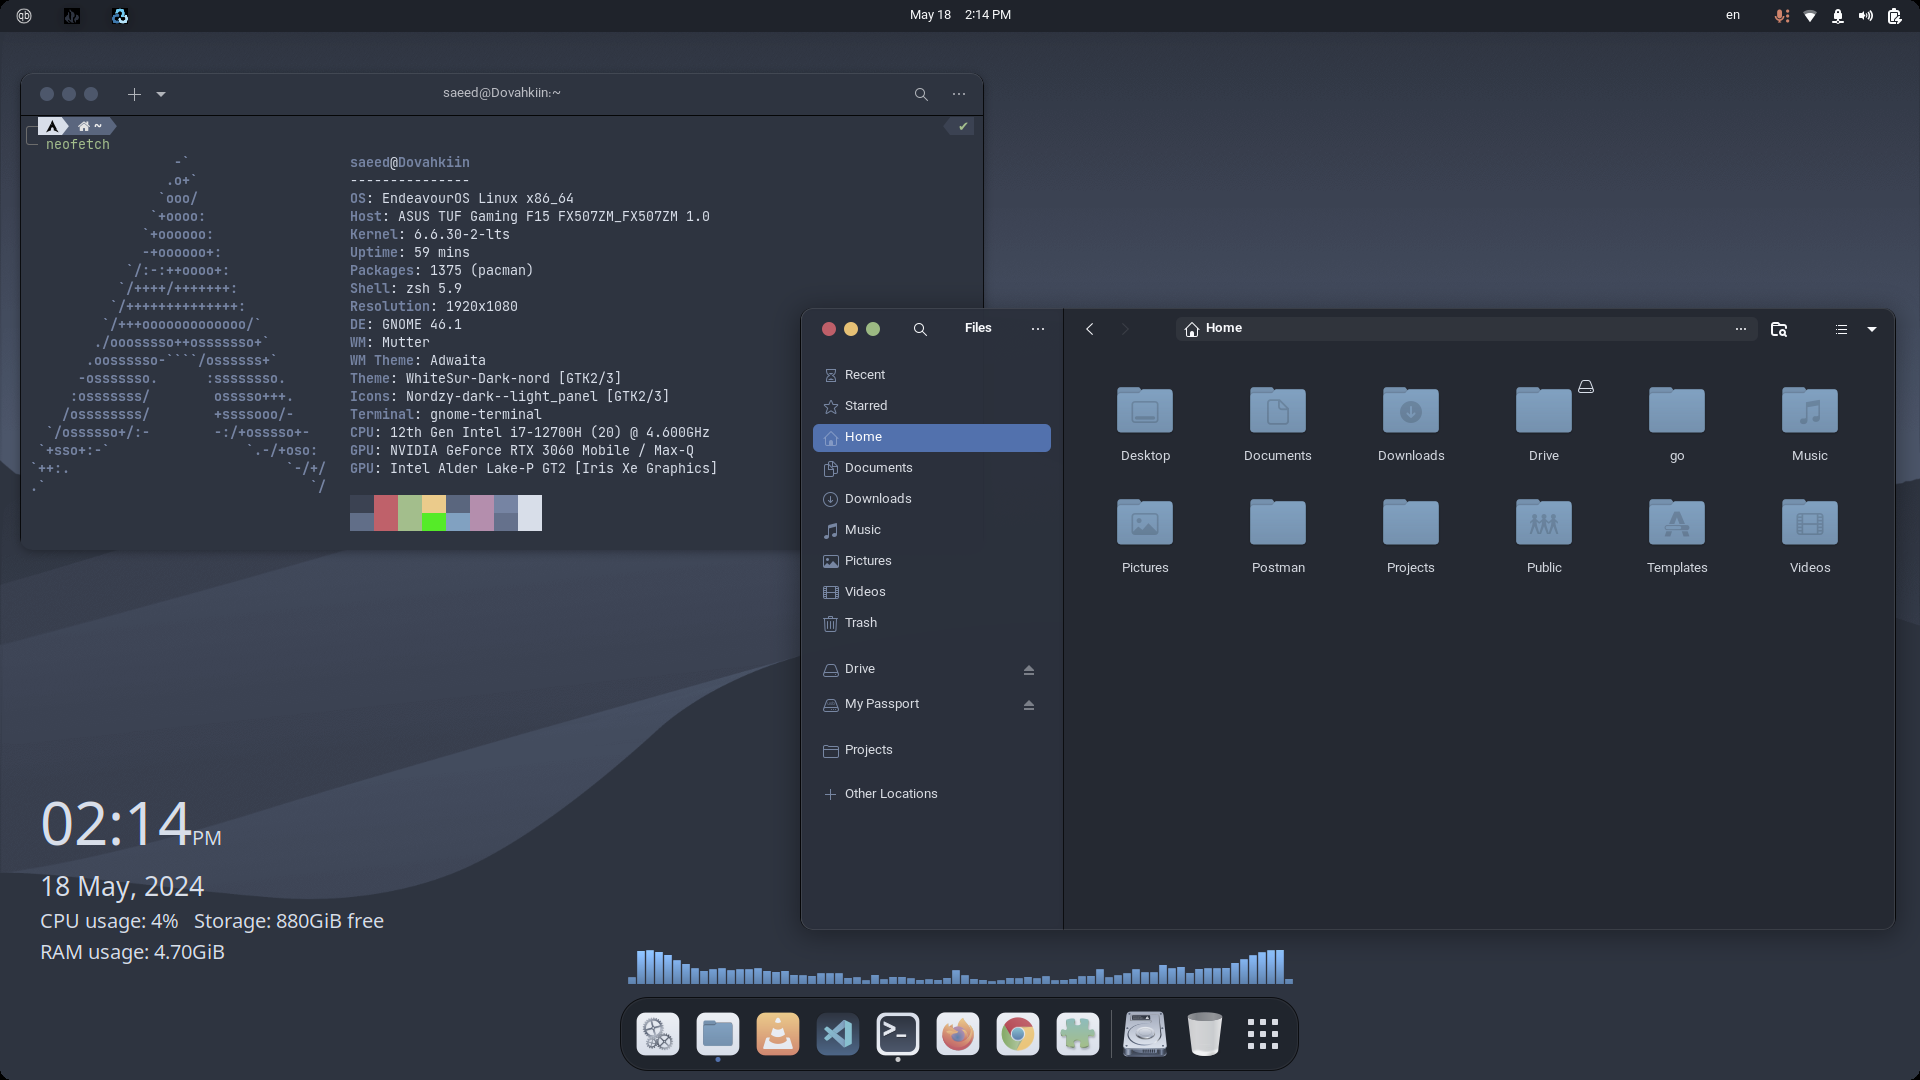 May 18 2:14 PM
en
saeed@Dovahkiin:~
~
neofetch
saeed@Dovahkiin
---------------
OS: EndeavourOS Linux x86_64
Host: ASUS TUF Gaming F15 FX507ZM_FX507ZM 1.0
Kernel: 6.6.30-2-lts
Uptime: 59 mins
Packages: 1375 (pacman)
Shell: zsh 5.9
Resolution: 1920x1080
DE: GNOME 46.1
WM: Mutter
WM Theme: Adwaita
Theme: WhiteSur-Dark-nord [GTK2/3]
Icons: Nordzy-dark--light_panel [GTK2/3]
Terminal: gnome-terminal
CPU: 12th Gen Intel i7-12700H (20) @ 4.600GHz
GPU: NVIDIA GeForce RTX 3060 Mobile / Max-Q
GPU: Intel Alder Lake-P GT2 [Iris Xe Graphics]
Files
Home
Recent
Starred
Home
Documents
Downloads
Music
Pictures
Videos
Trash
Drive
My Passport
Projects
Other Locations
Desktop Documents Downloads Drive go Music
Pictures Postman Projects Public Templates Videos
02:14PM
18 May, 2024
CPU usage: 4% Storage: 880GiB free
RAM usage: 4.70GiB